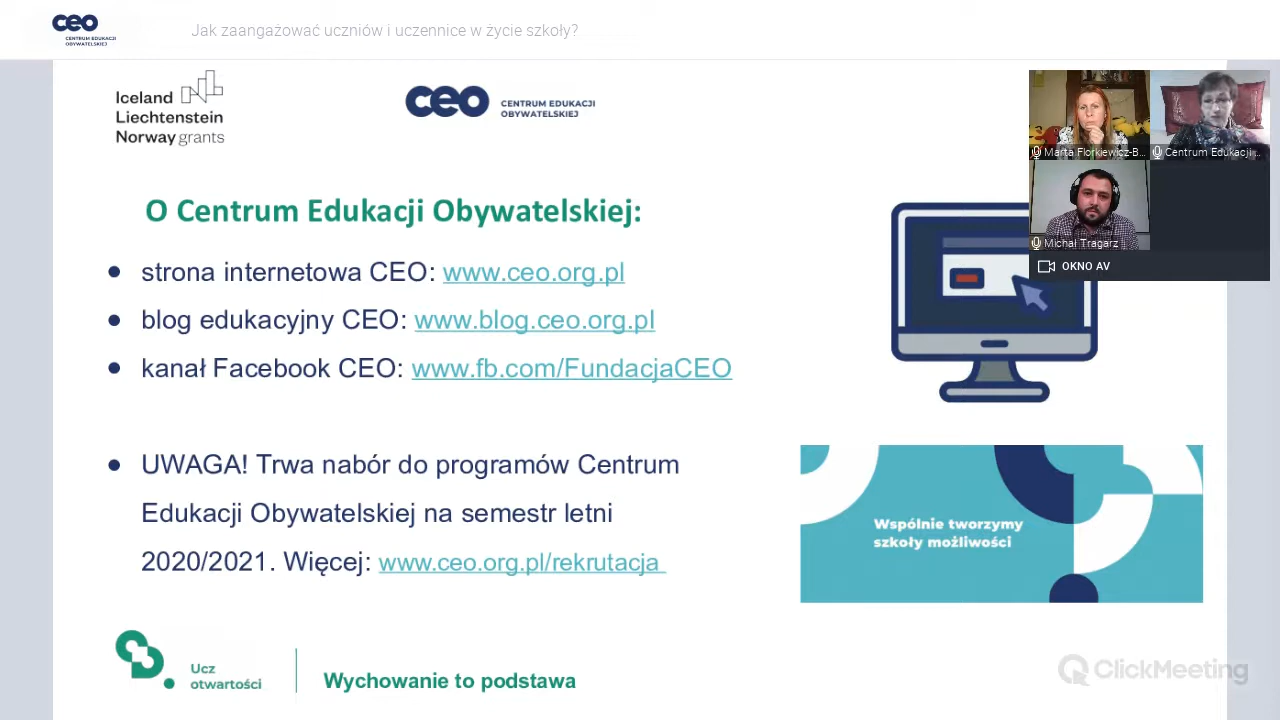 ceo
CENTRUM EDUKACJI
OBYWATELSKIEJ
Jak zaangażować uczniów i uczennice w życie szkoły?
Iceland
Liechtenstein
Norway grants
ceo
CENTRUM EDUKACJI
OBYWATELSKIEJ
Marta Florkiewicz-B...
Centrum Edukacji ...
Michał Tragarz
OKNO AV
O Centrum Edukacji Obywatelskiej:
● strona internetowa CEO: www.ceo.org.pl
● blog edukacyjny CEO: www.blog.ceo.org.pl
● kanał Facebook CEO: www.fb.com/FundacjaCEO
● UWAGA! Trwa nabór do programów Centrum
Edukacji Obywatelskiej na semestr letni
2020/2021. Więcej: www.ceo.org.pl/rekrutacja
Wspólnie tworzymy
szkoły możliwości
Ucz
otwartości
Wychowanie to podstawa
ClickMeeting